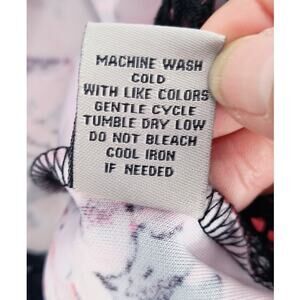 MACHINE WASH
COLD
WITH LIKE COLORS
GENTLE CYCLE
TUMBLE DRY LOW
DO NOT BLEACH
COOL IRON
IF NEEDED